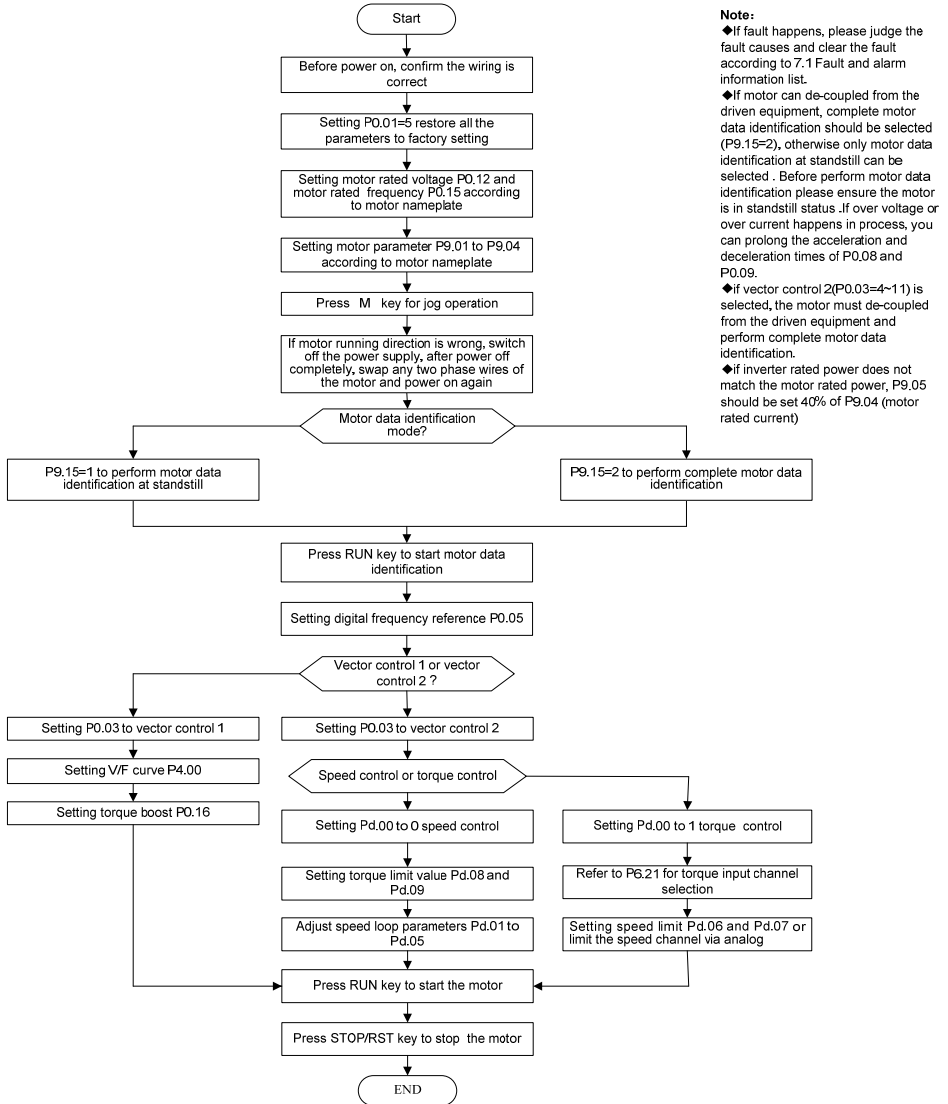 Start
Before power on, confirm the wiring is
correct
Setting P0.01=5 restore all the
parameters to factory setting
Setting motor rated voltage P0.12 and
motor rated frequency P0.15 according
to motor nameplate
Setting motor parameter P9.01 to P9.04
according to motor nameplate
Press M key for jog operation
If motor running direction is wrong, switch
off the power supply, after power off
completely, swap any two phase wires of
the motor and power on again
Motor data identification
mode?
P9.15=1 to perform motor data
identification at standstill
P9.15=2 to perform complete motor data
identification
Press RUN key to start motor data
identification
Setting digital frequency reference P0.05
Vector control 1 or vector
control 2 ?
Setting P0.03 to vector control 1
Setting V/F curve P4.00
Setting torque boost P0.16
Setting P0.03 to vector control 2
Speed control or torque control
Setting Pd.00 to 0 speed control
Setting torque limit value Pd.08 and
Pd.09
Adjust speed loop parameters Pd.01 to
Pd.05
Setting Pd.00 to 1 torque control
Refer to P6.21 for torque input channel
selection
Setting speed limit Pd.06 and Pd.07 or
limit the speed channel via analog
Press RUN key to start the motor
Press STOP/RST key to stop the motor
END
Note:
◆If fault happens, please judge the
fault causes and clear the fault
according to 7.1 Fault and alarm
information list.
◆If motor can de-coupled from the
driven equipment, complete motor
data identification should be selected
(P9.15=2), otherwise only motor data
identification at standstill can be
selected . Before perform motor data
identification please ensure the motor
is in standstill status .If over voltage or
over current happens in process, you
can prolong the acceleration and
deceleration times of P0.08 and
P0.09.
◆if vector control 2(P0.03=4~11) is
selected, the motor must de-coupled
from the driven equipment and
perform complete motor data
identification.
◆if inverter rated power does not
match the motor rated power, P9.05
should be set 40% of P9.04 (motor
rated current)